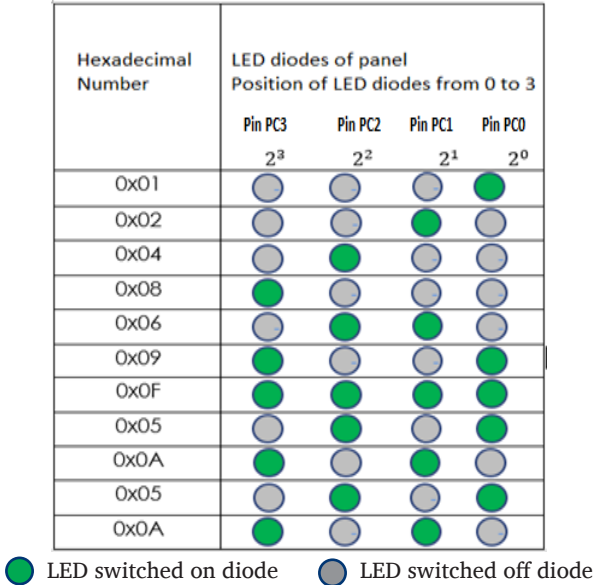 Hexadecimal
Number
LED diodes of panel
Position of LED diodes from 0 to 3
Pin PC3 Pin PC2 Pin PC1 Pin PC0
2³ 2² 2¹ 2⁰
0x01
0x02
0x04
0x08
0x06
0x09
0x0F
0x05
0x0A
0x05
0x0A
LED switched on diode LED switched off diode